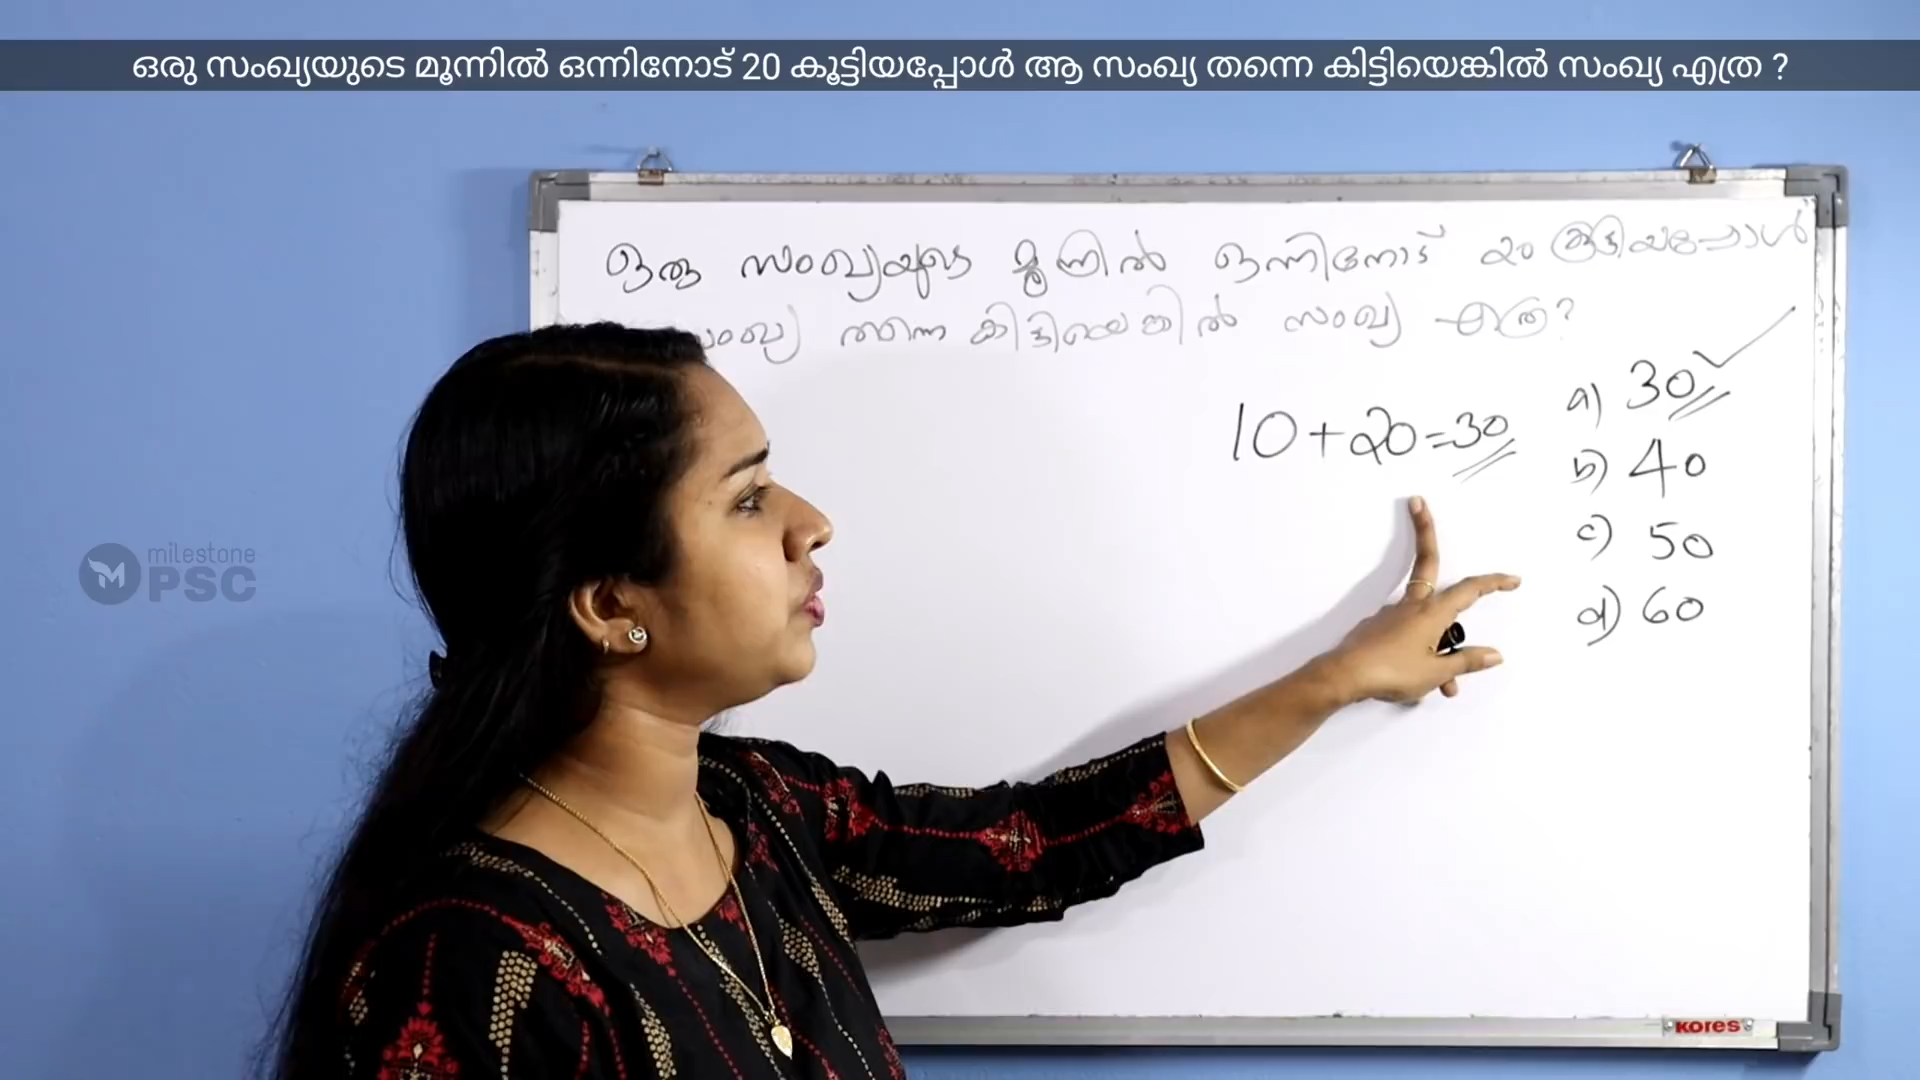 ഒരു സംഖ്യയുടെ മൂന്നിൽ ഒന്നിനോട് 20 കൂട്ടിയപ്പോൾ ആ സംഖ്യ തന്നെ കിട്ടിയെങ്കിൽ സംഖ്യ എത്ര ?
ഒരു സംഖ്യയുടെ മൂന്നിൽ ഒന്നിനോട് 20 കൂട്ടിയപ്പോൾ
സംഖ്യ തന്നെ കിട്ടിയെങ്കിൽ സംഖ്യ എത്ര?
10+20=30
a) 30
b) 40
c) 50
d) 60
milestone
PSC
KORES